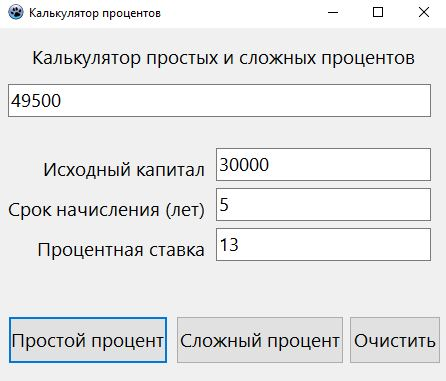 Калькулятор процентов
Калькулятор простых и сложных процентов
49500
Исходный капитал 30000
Срок начисления (лет) 5
Процентная ставка 13
Простой процент Сложный процент Очистить